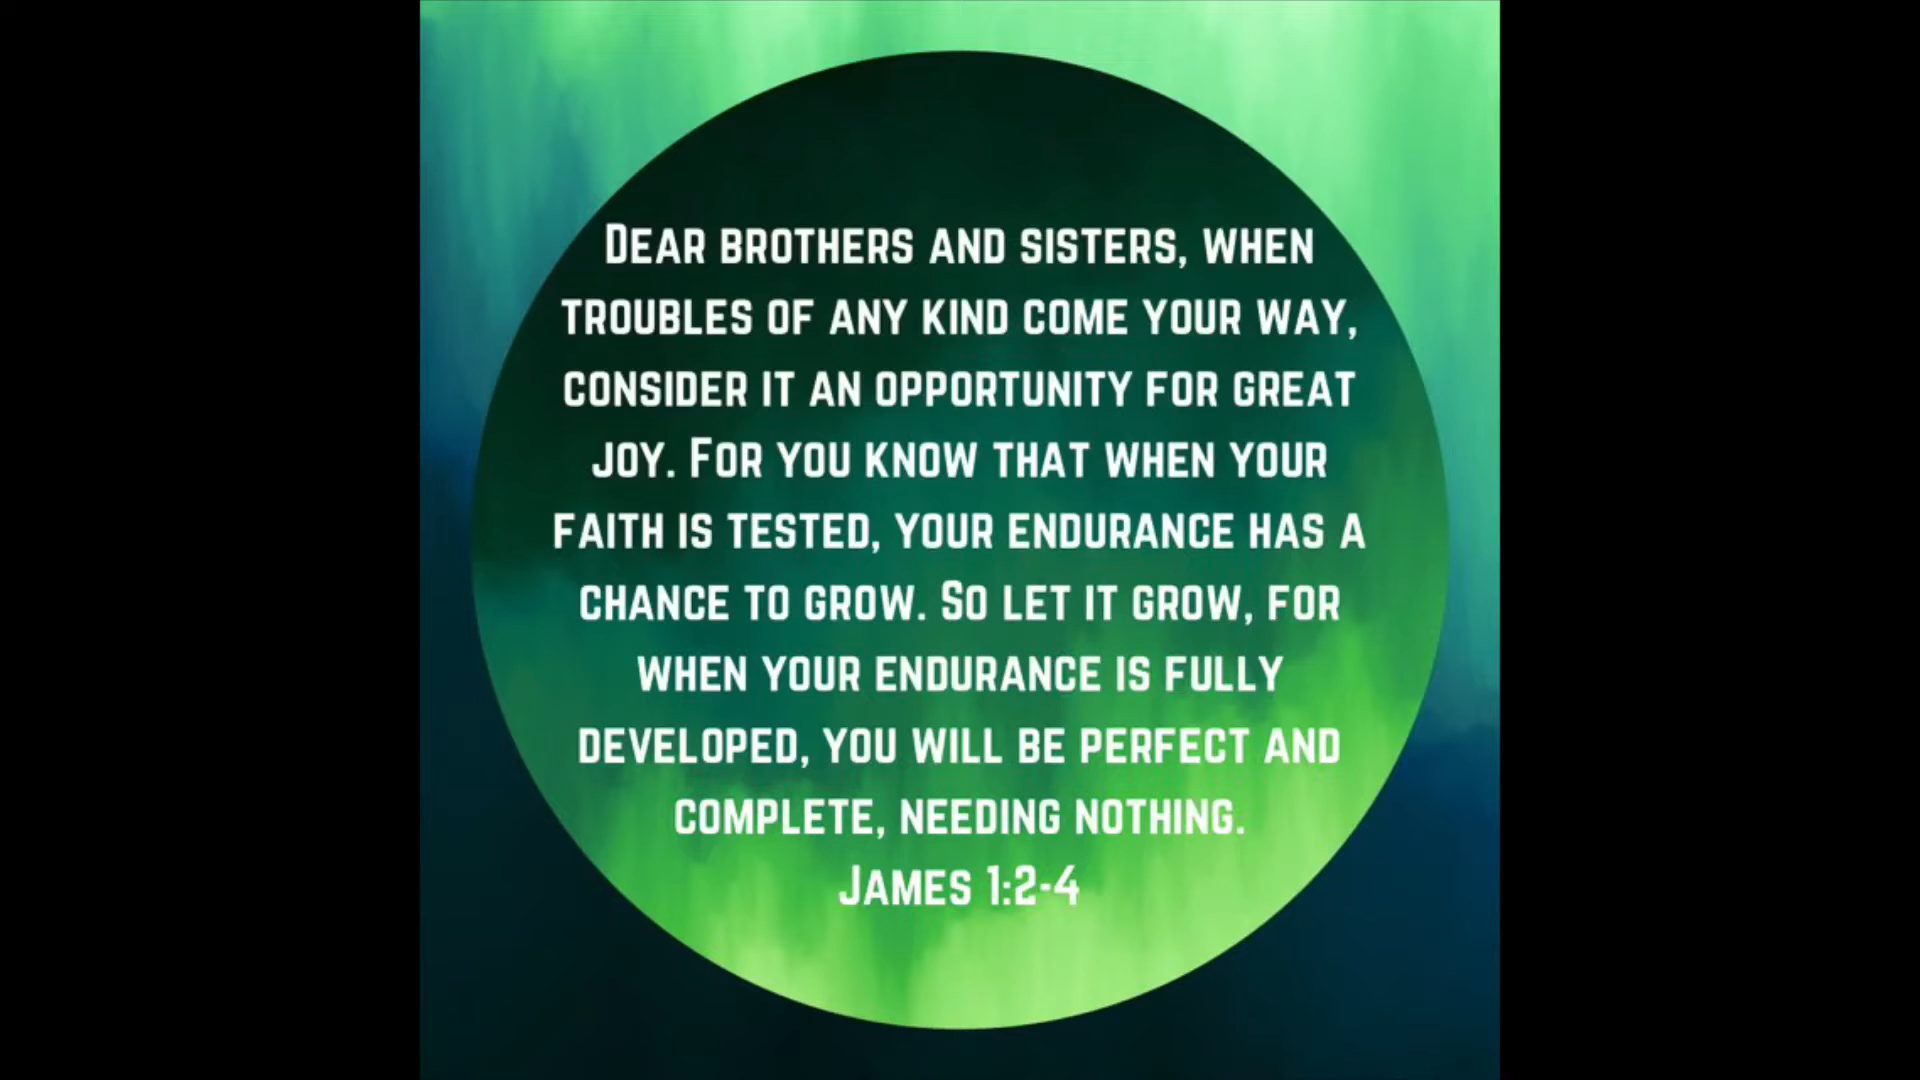 Dear brothers and sisters, when
troubles of any kind come your way,
consider it an opportunity for great
joy. For you know that when your
faith is tested, your endurance has a
chance to grow. So let it grow, for
when your endurance is fully
developed, you will be perfect and
complete, needing nothing.
James 1:2-4